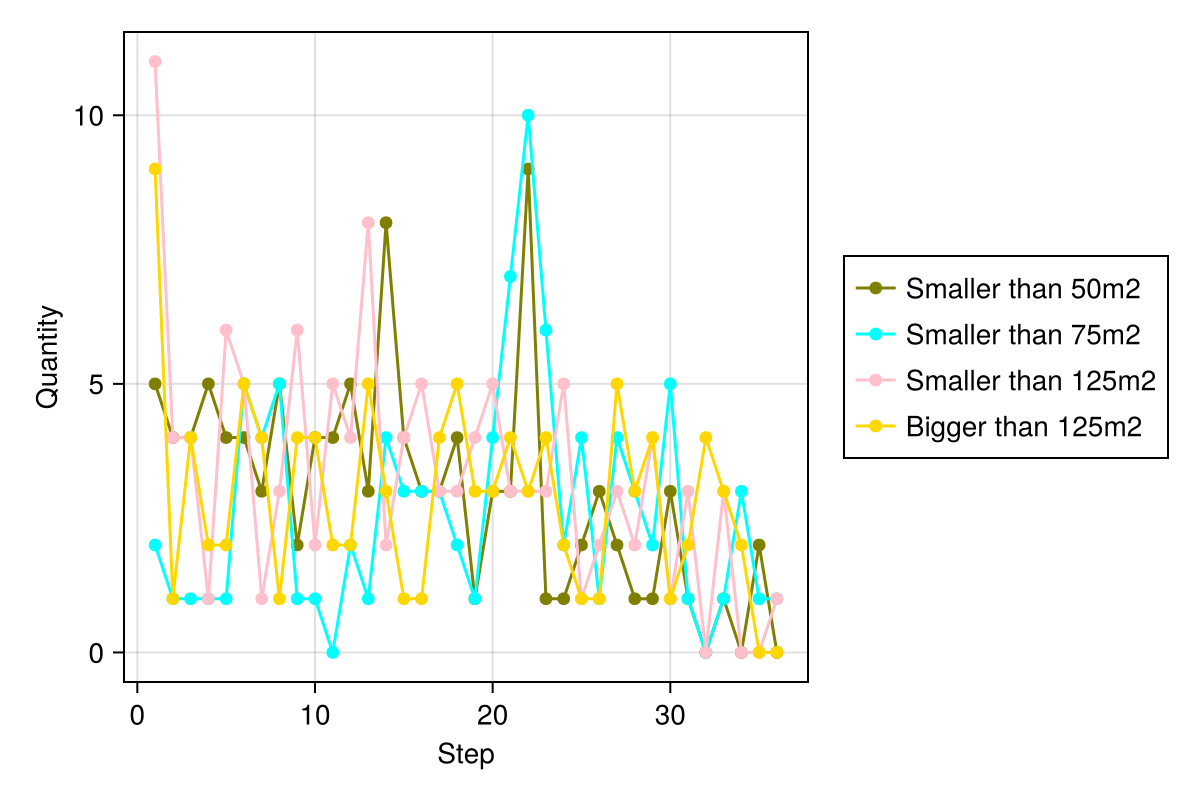 10
5
0
Quantity
0 10 20 30
Step
Smaller than 50m2
Smaller than 75m2
Smaller than 125m2
Bigger than 125m2